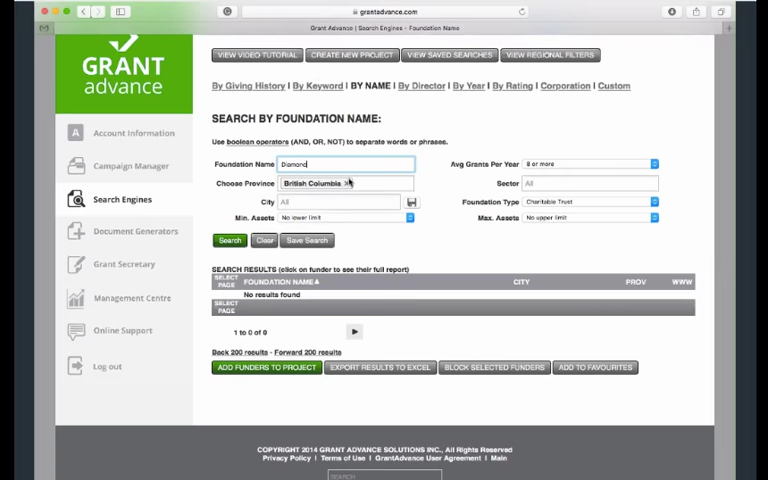 grantadvance.com
Grant Advance | Search Engines - Foundation Name
GRANT
advance
VIEW VIDEO TUTORIAL
CREATE NEW PROJECT
VIEW SAVED SEARCHES
VIEW REGIONAL FILTERS
By Giving History | By Keyword | BY NAME | By Director | By Year | By Rating | Corporation | Custom
SEARCH BY FOUNDATION NAME:
Use boolean operators (AND, OR, NOT) to separate words or phrases.
Foundation Name Diamond Avg Grants Per Year 8 or more
Choose Province British Columbia × Sector All
City All Foundation Type Charitable Trust
Min. Assets No lower limit Max. Assets No upper limit
Search Clear Save Search
SEARCH RESULTS (click on funder to see their full report)
SELECT PAGE FOUNDATION NAME CITY PROV WWW
No results found
SELECT PAGE
1 to 0 of 0
Back 200 results - Forward 200 results
ADD FUNDERS TO PROJECT
EXPORT RESULTS TO EXCEL
BLOCK SELECTED FUNDERS
ADD TO FAVOURITES
A Account Information
Campaign Manager
Search Engines
Document Generators
Grant Secretary
Management Centre
Online Support
Log out
COPYRIGHT 2014 GRANT ADVANCE SOLUTIONS INC., All Rights Reserved
Privacy Policy | Terms of Use | GrantAdvance User Agreement | Main
SEARCH